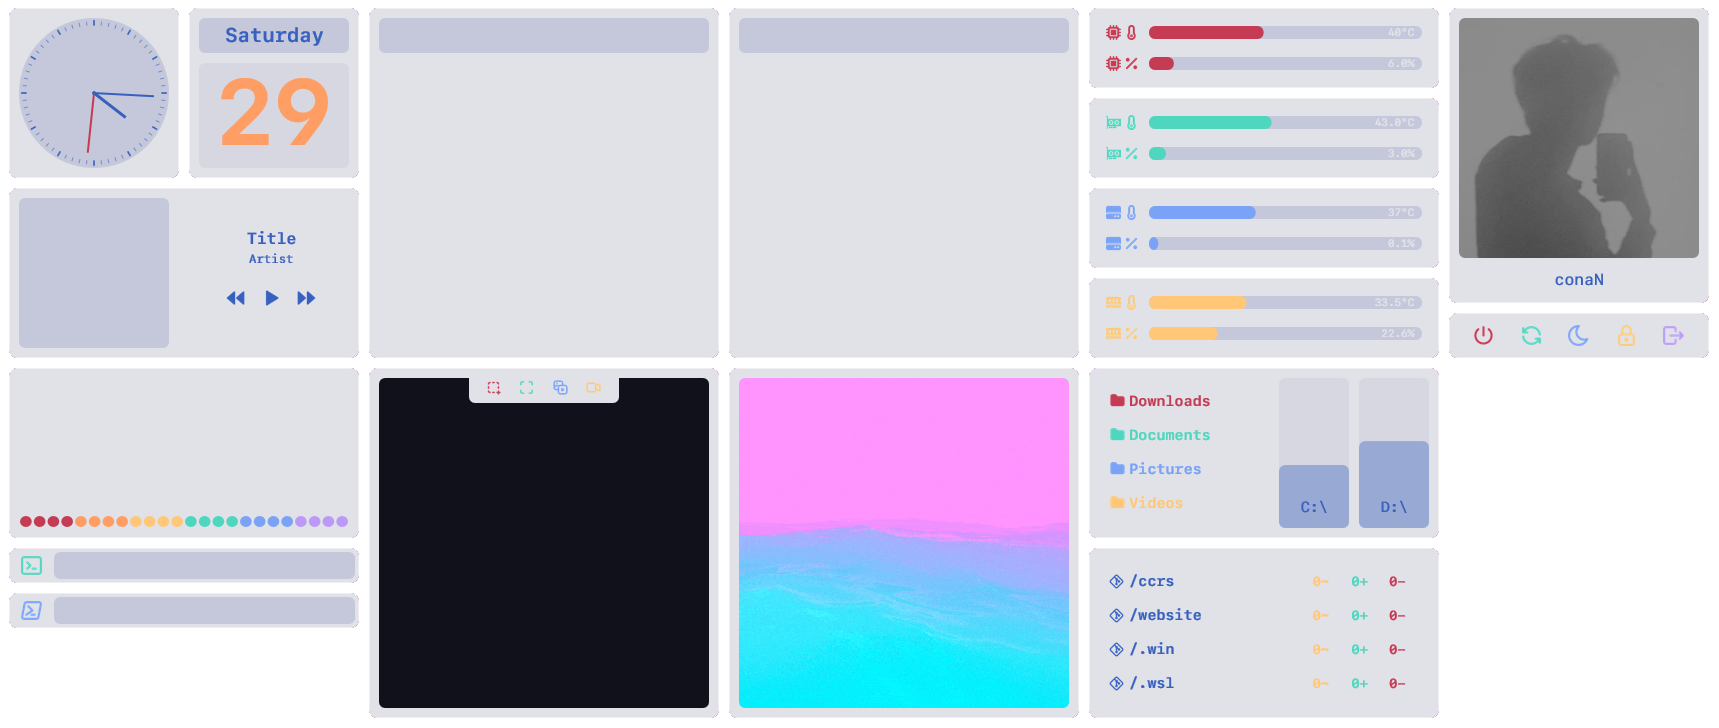 Saturday
29
Title
Artist
40°C
6.0%
43.0°C
3.0%
37°C
0.1%
33.5°C
22.6%
conaN
Downloads
Documents
Pictures
Videos
C:\
D:\
/ccrs 0~ 0+ 0-
/website 0~ 0+ 0-
/.win 0~ 0+ 0-
/.wsl 0~ 0+ 0-